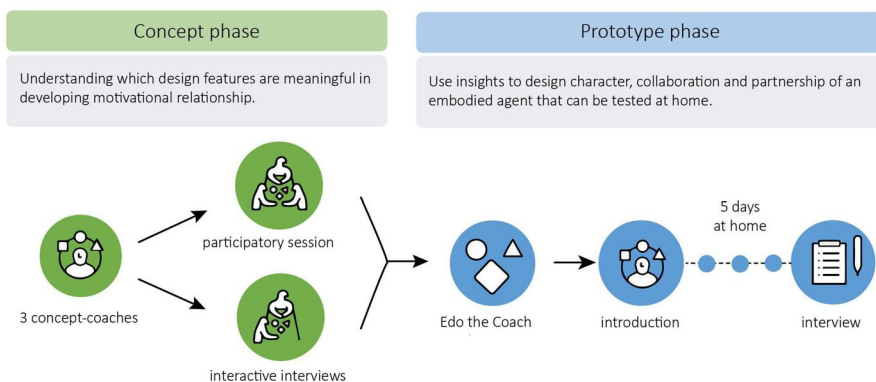 Concept phase
Prototype phase
Understanding which design features are meaningful in
developing motivational relationship.
Use insights to design character, collaboration and partnership of an
embodied agent that can be tested at home.
participatory session
3 concept-coaches
interactive interviews
Edo the Coach
introduction
5 days
at home
interview